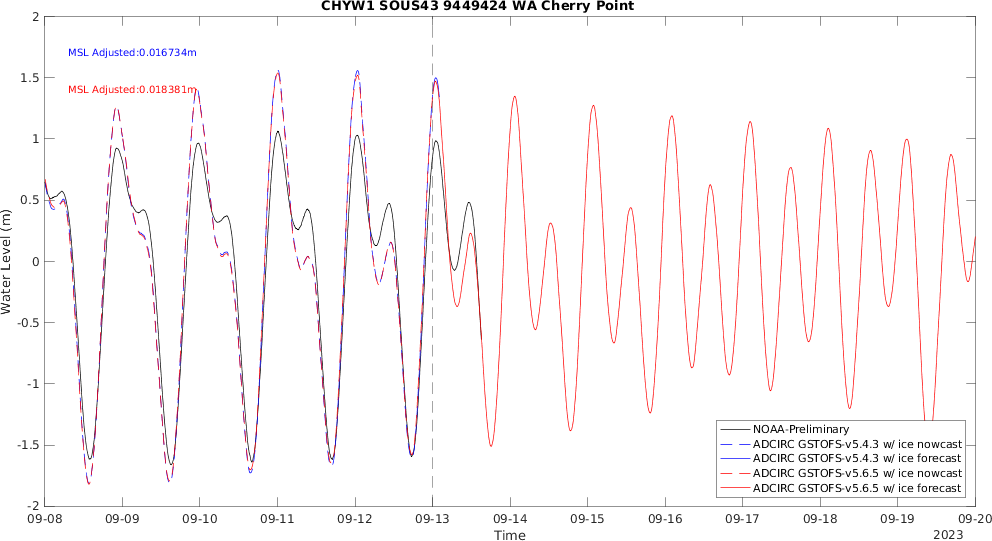 CHYW1 SOUS43 9449424 WA Cherry Point
MSL Adjusted:0.016734m
MSL Adjusted:0.018381m
Water Level (m)
2
1.5
1
0.5
0
-0.5
-1
-1.5
-2
NOAA-Preliminary
ADCIRC GSTOFS-v5.4.3 w/ ice nowcast
ADCIRC GSTOFS-v5.4.3 w/ ice forecast
ADCIRC GSTOFS-v5.6.5 w/ ice nowcast
ADCIRC GSTOFS-v5.6.5 w/ ice forecast
09-08 09-09 09-10 09-11 09-12 09-13 09-14 09-15 09-16 09-17 09-18 09-19 09-20
Time
2023